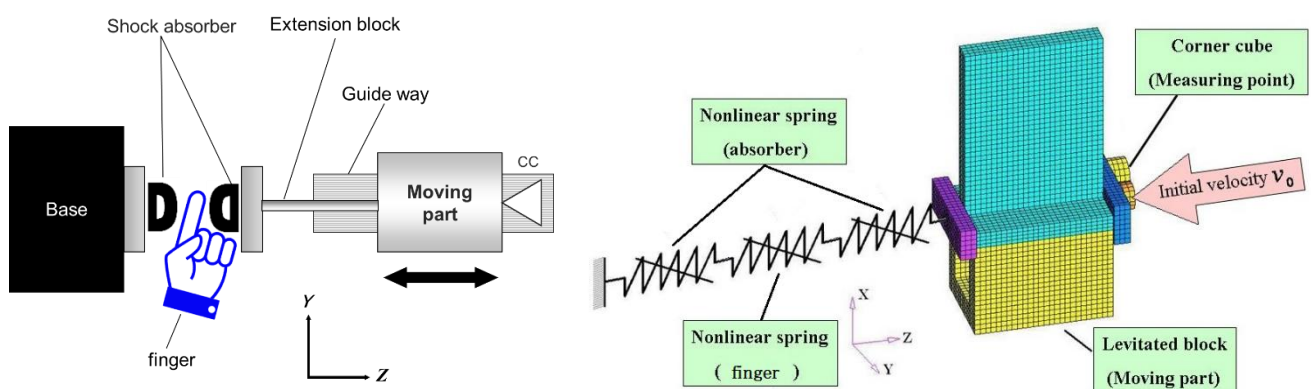 Shock absorber
Extension block
Guide way
CC
Base
Moving
part
finger
Y
Z
Corner cube
(Measuring point)
Nonlinear spring
(absorber)
Initial velocity v₀
X
Z
Y
Nonlinear spring
( finger )
Levitated block
(Moving part)